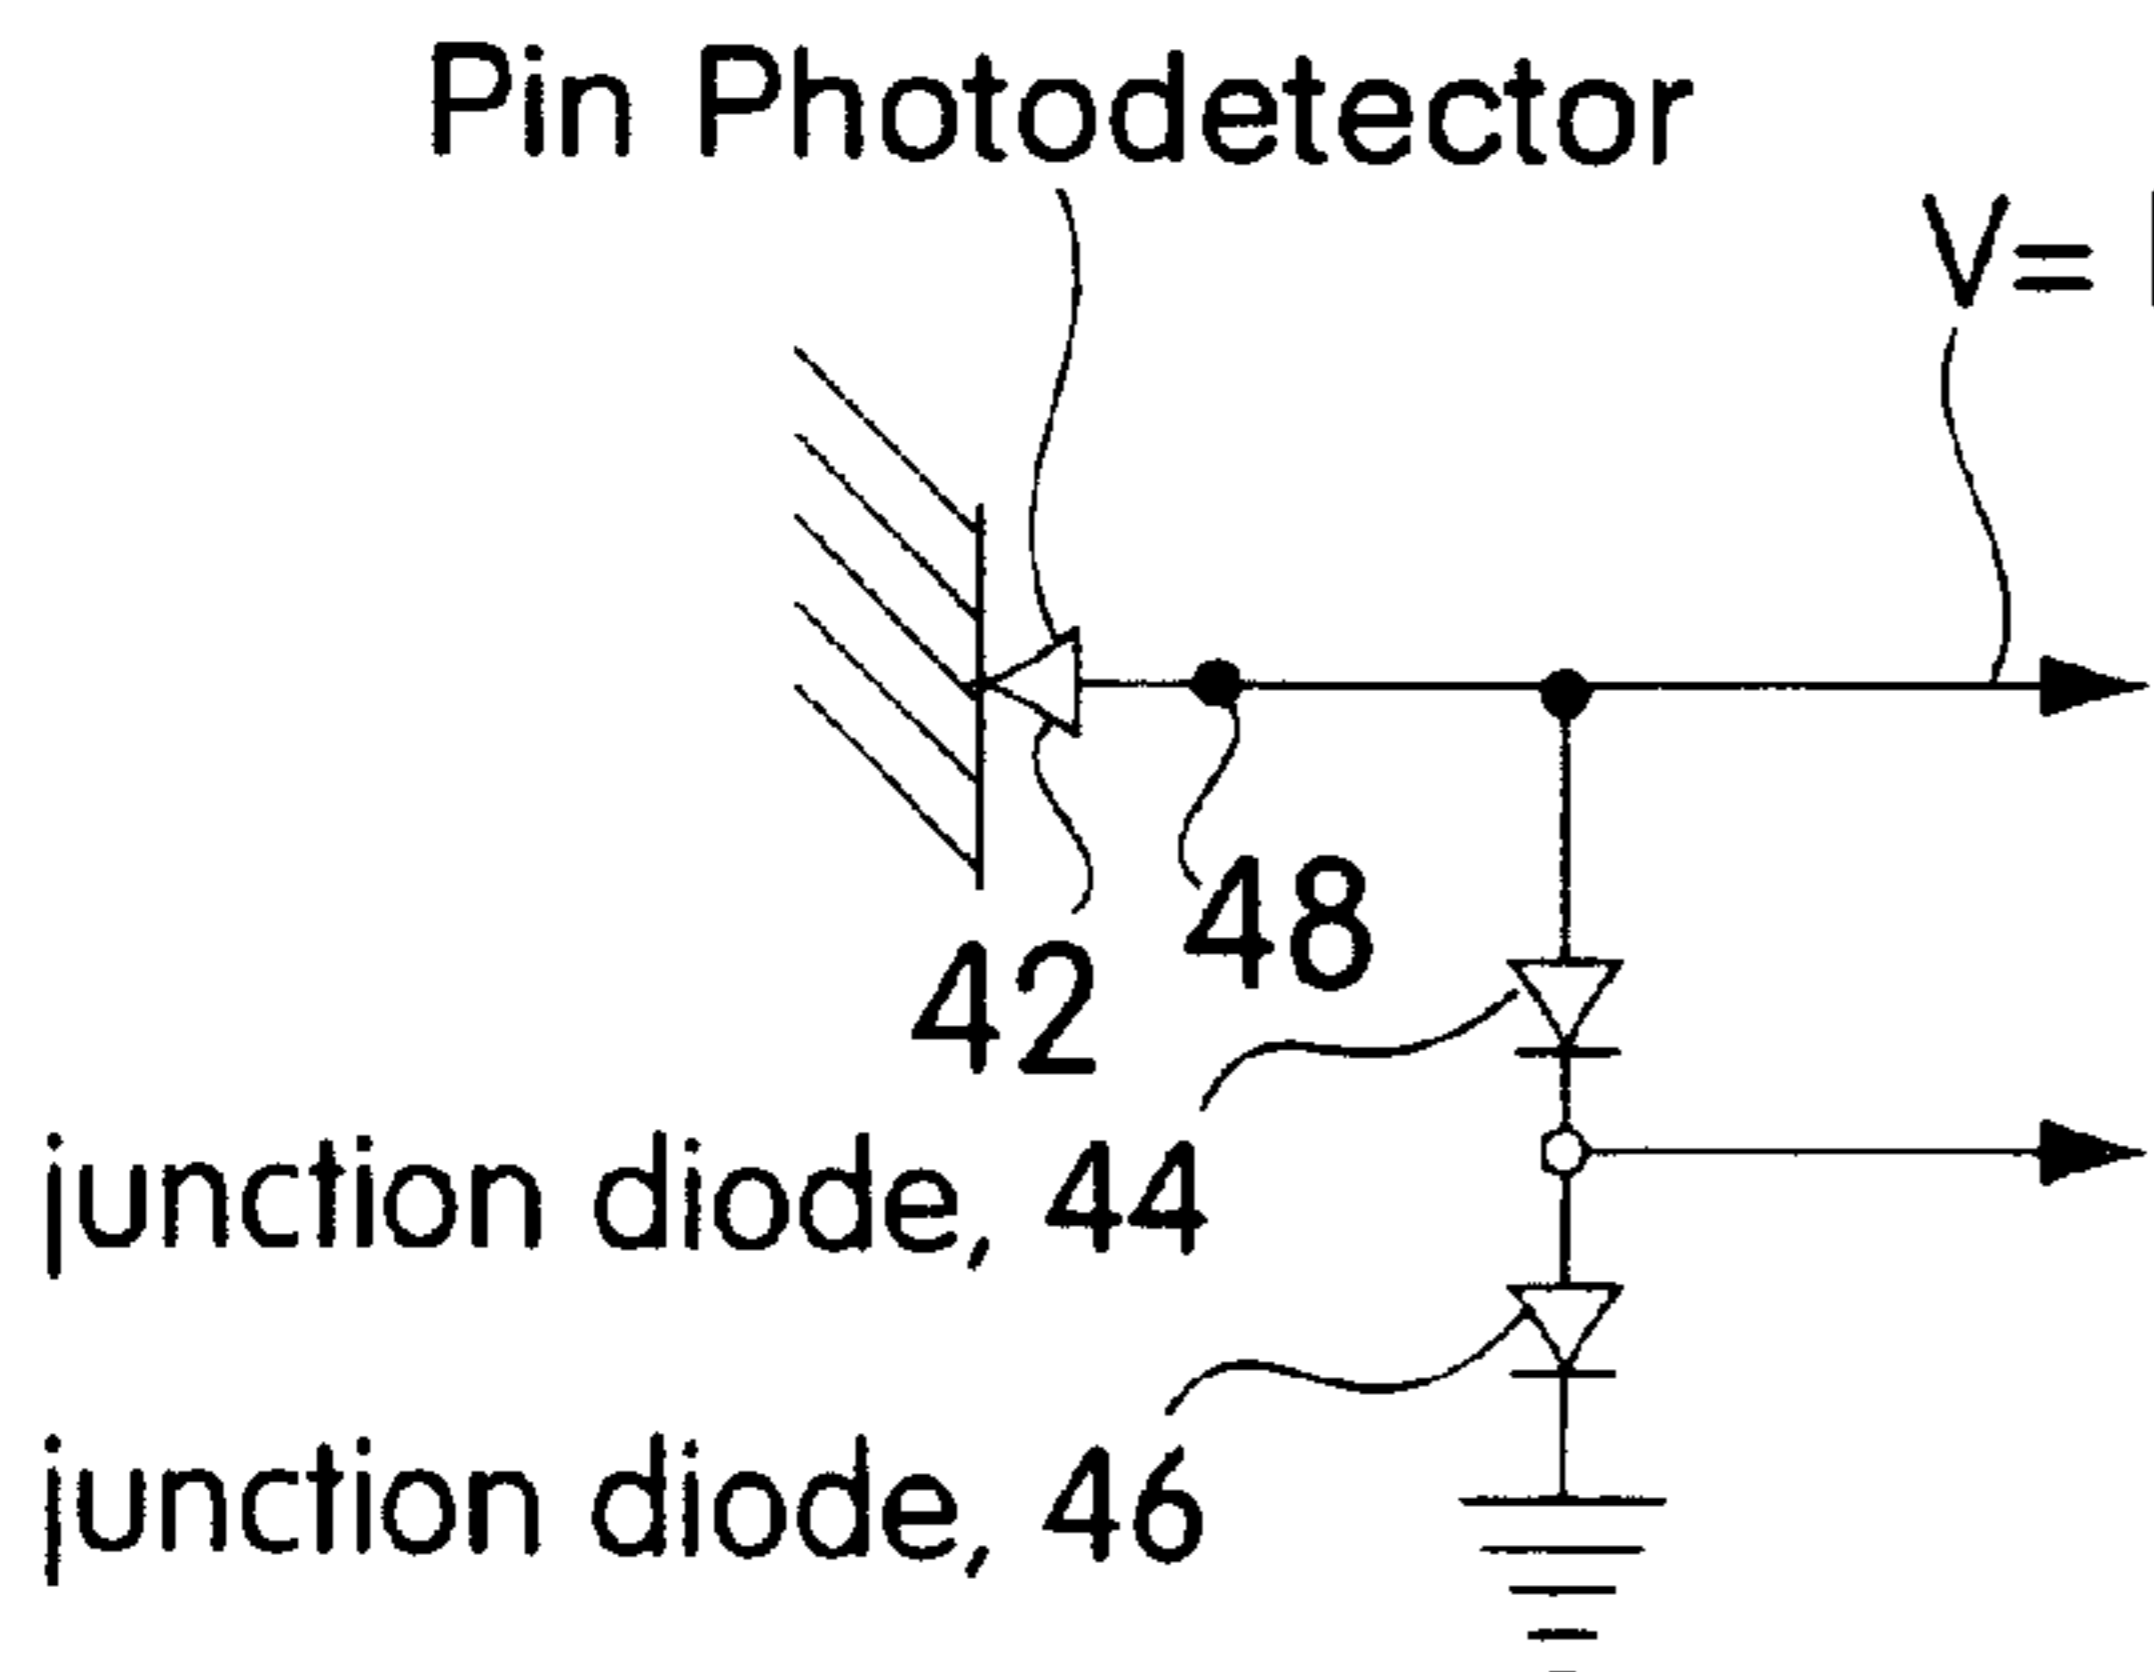 Pin Photodetector
V=
48
42
junction diode, 44
junction diode, 46